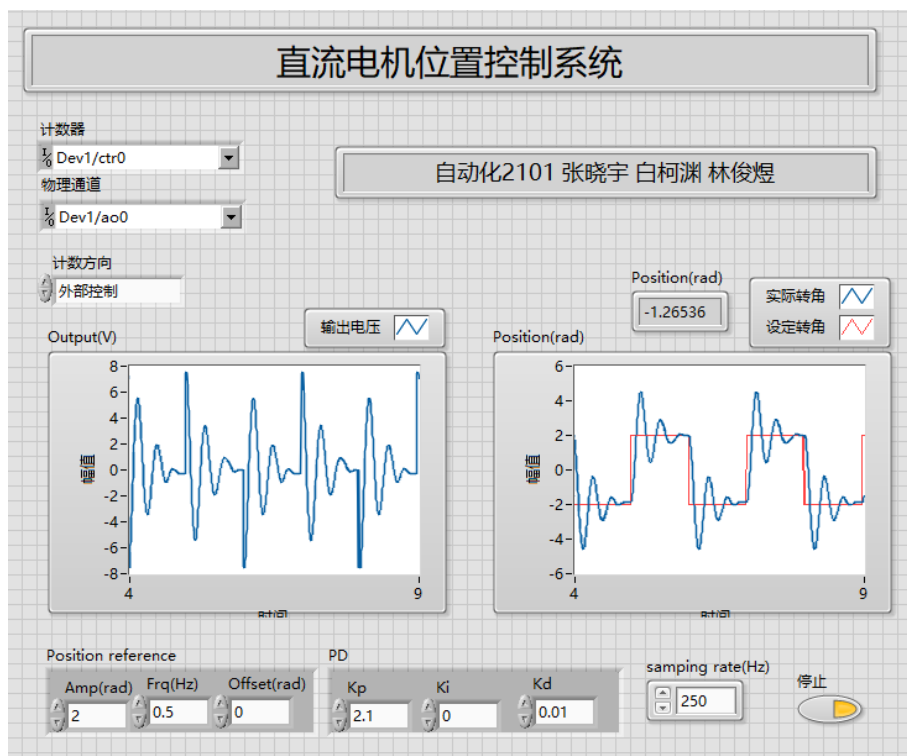 直流电机位置控制系统
计数器
I/O Dev1/ctr0
自动化2101 张晓宇 白柯渊 林俊煜
物理通道
I/O Dev1/ao0
计数方向
外部控制
Position(rad)
-1.26536
实际转角
设定转角
输出电压
Output(V)
Position(rad)
8
6
4
2
0
-2
-4
-6
-8
幅值
4
9
时间
6
4
2
0
-2
-4
-6
幅值
4
9
时间
Position reference
Amp(rad) Frq(Hz) Offset(rad)
2 0.5 0
PD
Kp Ki Kd
2.1 0 0.01
samping rate(Hz)
250
停止